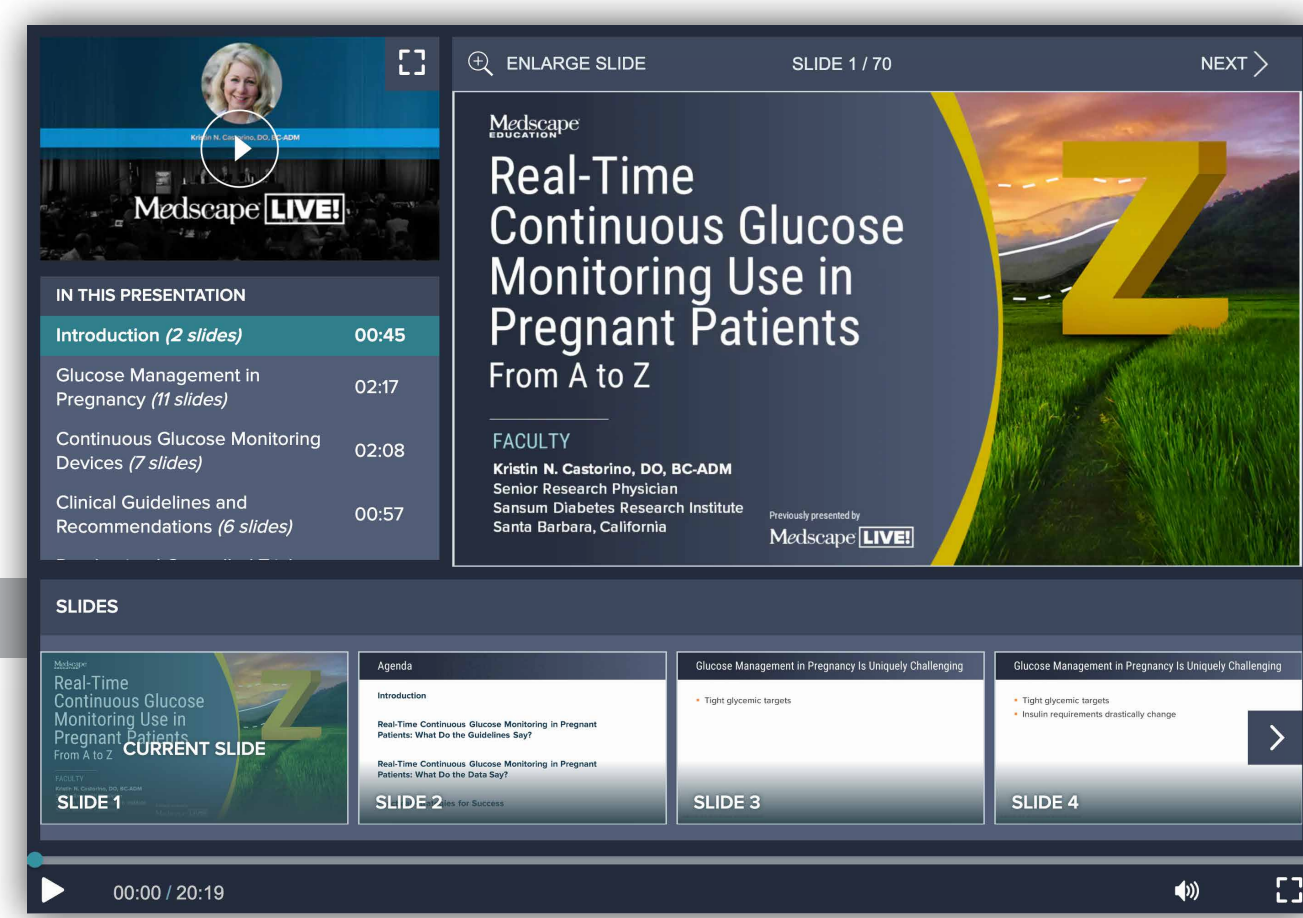 Kristin N. Castorino, DO, BC-ADM
Medscape LIVE!
IN THIS PRESENTATION
Introduction (2 slides) 00:45
Glucose Management in
Pregnancy (11 slides) 02:17
Continuous Glucose Monitoring
Devices (7 slides) 02:08
Clinical Guidelines and
Recommendations (6 slides) 00:57
ENLARGE SLIDE SLIDE 1 / 70 NEXT
Medscape
EDUCATION
Real-Time
Continuous Glucose
Monitoring Use in
Pregnant Patients
From A to Z
Z
FACULTY
Kristin N. Castorino, DO, BC-ADM
Senior Research Physician
Sansum Diabetes Research Institute
Santa Barbara, California
Previously presented by
Medscape LIVE!
SLIDES
Medscape
Real-Time
Continuous Glucose
Monitoring Use in
Pregnant Patients
From A to Z
Z
CURRENT SLIDE
FACULTY
Kristin N. Castorino, DO, BC-ADM
SLIDE 1
Agenda
Introduction
Real-Time Continuous Glucose Monitoring in Pregnant
Patients: What Do the Guidelines Say?
Real-Time Continuous Glucose Monitoring in Pregnant
Patients: What Do the Data Say?
for Success
SLIDE 2
Glucose Management in Pregnancy Is Uniquely Challenging
• Tight glycemic targets
SLIDE 3
Glucose Management in Pregnancy Is Uniquely Challenging
• Tight glycemic targets
• Insulin requirements drastically change
SLIDE 4
00:00 / 20:19